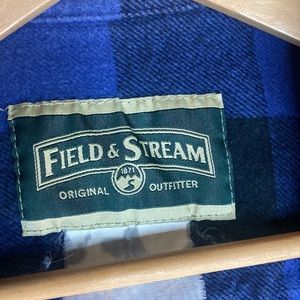 FIELD & STREAM
1871
ORIGINAL OUTFITTER